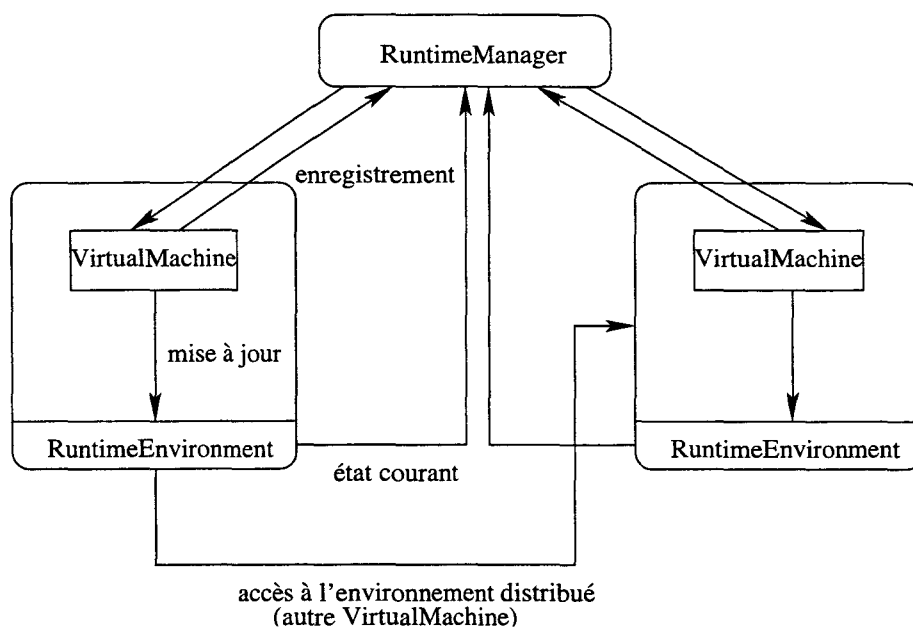 RuntimeManager
enregistrement
VirtualMachine
VirtualMachine
mise à jour
RuntimeEnvironment
RuntimeEnvironment
état courant
accès à l'environnement distribué
(autre VirtualMachine)